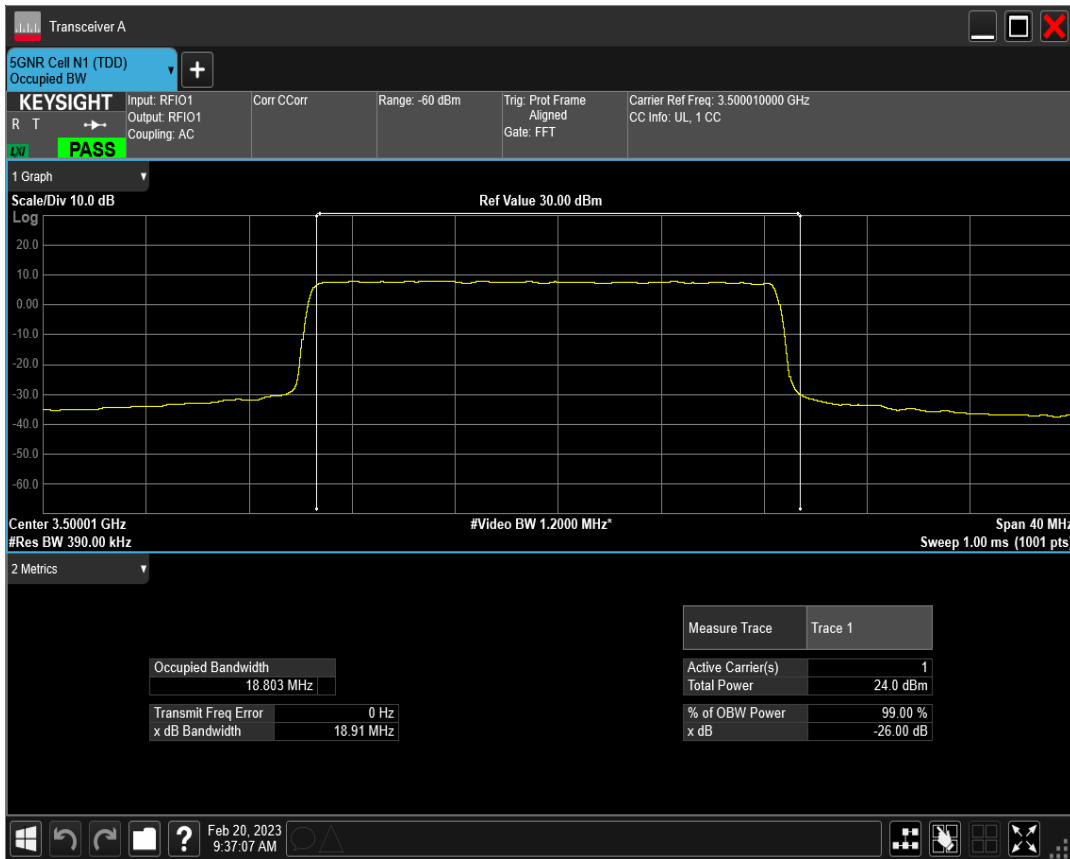 Transceiver A
5GNR Cell N1 (TDD)
Occupied BW
KEYSIGHT
R T
LXI
PASS
Input: RFIO1
Output: RFIO1
Coupling: AC
Corr CCorr
Range: -60 dBm
Trig: Prot Frame
Aligned
Gate: FFT
Carrier Ref Freq: 3.500010000 GHz
CC Info: UL, 1 CC
1 Graph
Scale/Div 10.0 dB
Ref Value 30.00 dBm
Log
20.0
10.0
0.00
-10.0
-20.0
-30.0
-40.0
-50.0
-60.0
Center 3.50001 GHz
#Video BW 1.2000 MHz*
Span 40 MHz
#Res BW 390.00 kHz
Sweep 1.00 ms (1001 pts)
2 Metrics
Measure Trace Trace 1
Occupied Bandwidth
18.803 MHz
Active Carrier(s) 1
Total Power 24.0 dBm
Transmit Freq Error 0 Hz
x dB Bandwidth 18.91 MHz
% of OBW Power 99.00 %
x dB -26.00 dB
?
Feb 20, 2023
9:37:07 AM